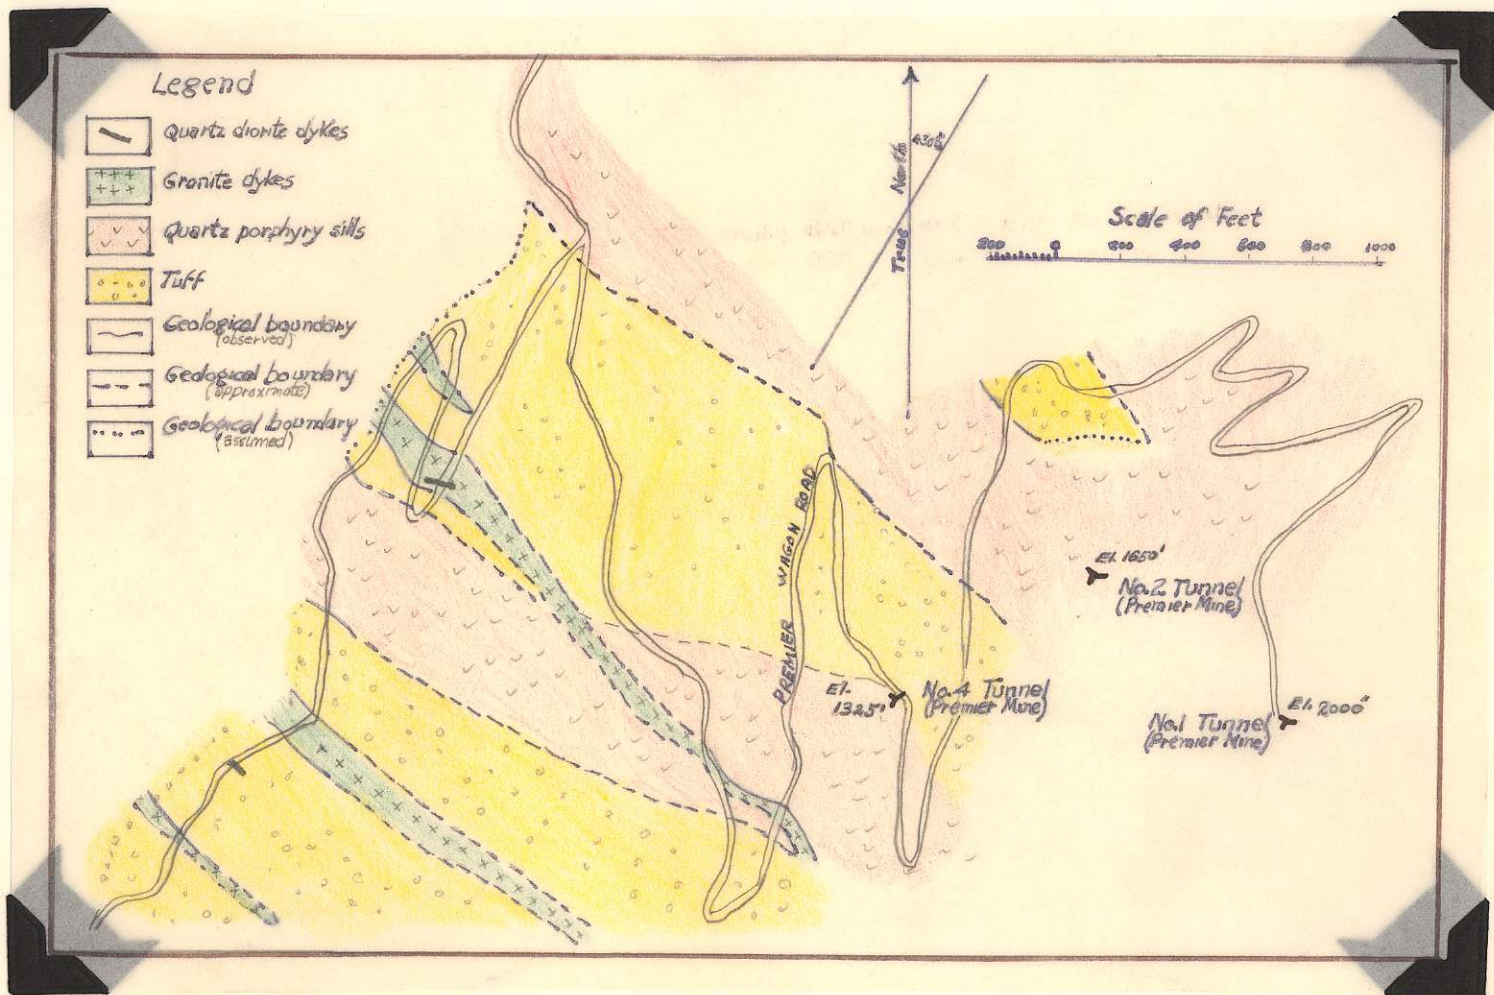 Legend
Quartz diorite dykes
Granite dykes
Quartz porphyry sills
Tuff
Geological boundary
(observed)
Geological boundary
(approximate)
Geological boundary
(assumed)
True North
Scale of Feet
200 0 200 400 600 800 1000
PREMIER WAGON ROAD
El. 1650'
No.2 Tunnel
(Premier Mine)
El.
1325'
No.4 Tunnel
(Premier Mine)
El. 2000'
No.1 Tunnel
(Premier Mine)